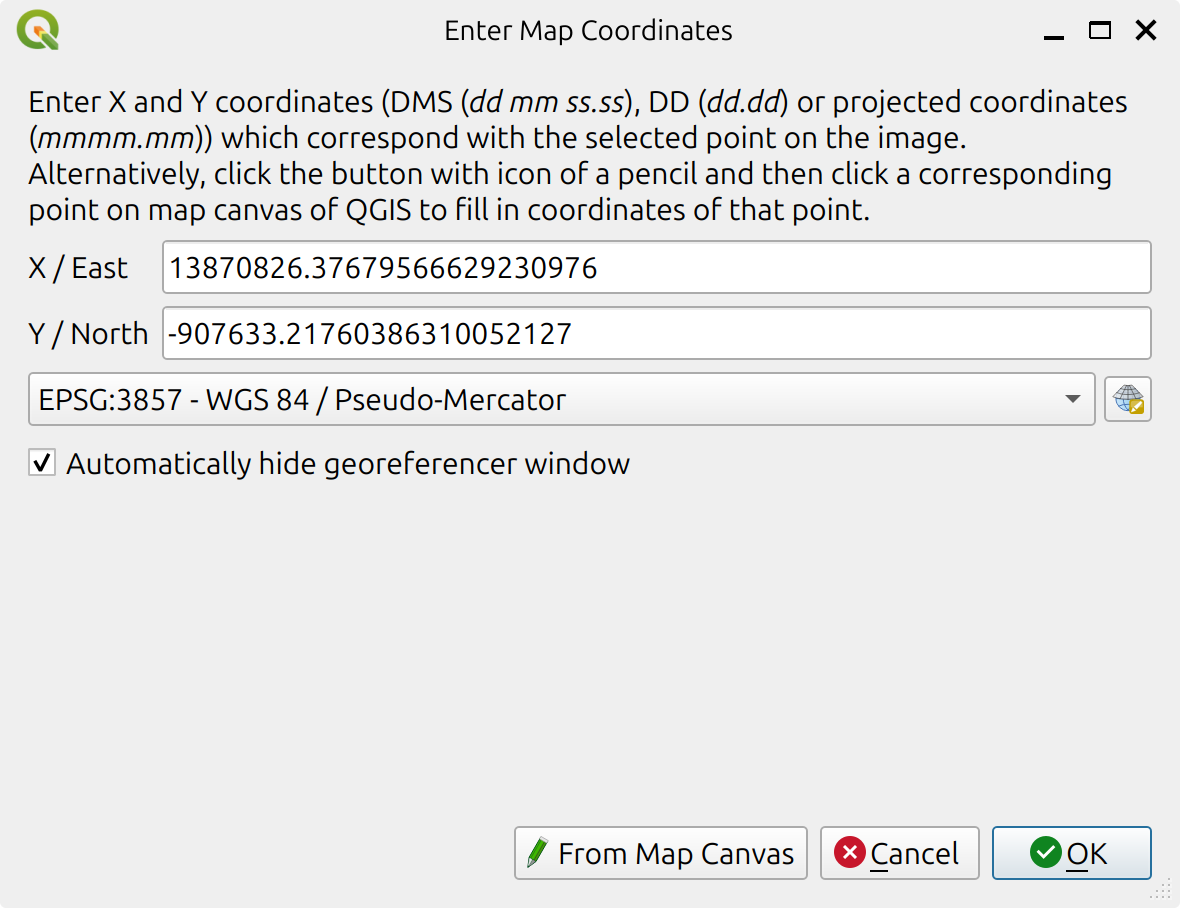 Enter Map Coordinates
Enter X and Y coordinates (DMS (dd mm ss.ss), DD (dd.dd) or projected coordinates
(mmmm.mm)) which correspond with the selected point on the image.
Alternatively, click the button with icon of a pencil and then click a corresponding
point on map canvas of QGIS to fill in coordinates of that point.
X / East 13870826.37679566629230976
Y / North -907633.21760386310052127
EPSG:3857 - WGS 84 / Pseudo-Mercator
Automatically hide georeferencer window
From Map Canvas Cancel OK